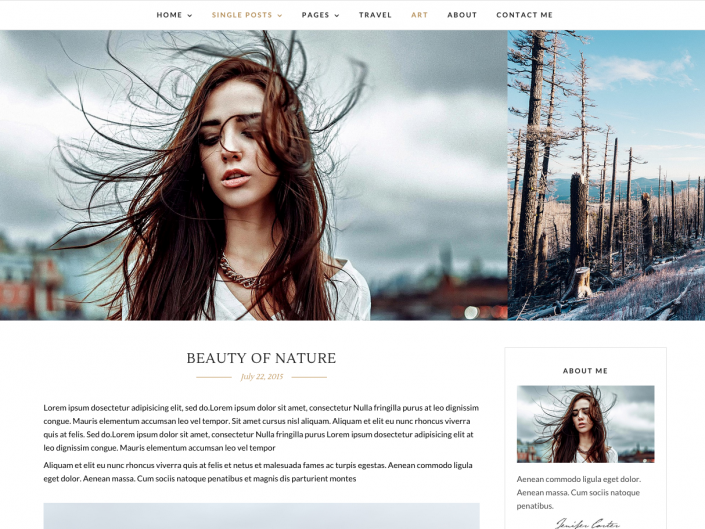 HOME SINGLE POSTS PAGES TRAVEL ART ABOUT CONTACT ME
BEAUTY OF NATURE
July 22, 2015
Lorem ipsum dosectetur adipisicing elit, sed do.Lorem ipsum dolor sit amet, consectetur Nulla fringilla purus at leo dignissim
congue. Mauris elementum accumsan leo vel tempor. Sit amet cursus nisl aliquam. Aliquam et elit eu nunc rhoncus viverra
quis at felis. Sed do.Lorem ipsum dolor sit amet, consectetur Nulla fringilla purus Lorem ipsum dosectetur adipisicing elit at
leo dignissim congue. Mauris elementum accumsan leo vel tempor
Aliquam et elit eu nunc rhoncus viverra quis at felis et netus et malesuada fames ac turpis egestas. Aenean commodo ligula
eget dolor. Aenean massa. Cum sociis natoque penatibus et magnis dis parturient montes
ABOUT ME
Aenean commodo ligula eget dolor.
Aenean massa. Cum sociis natoque
penatibus.
Jenifer Carter